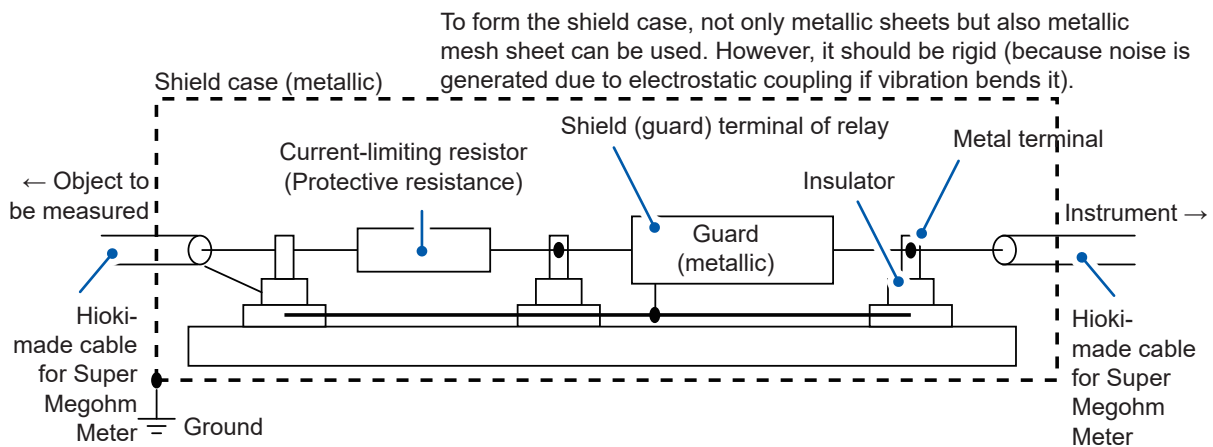 To form the shield case, not only metallic sheets but also metallic
mesh sheet can be used. However, it should be rigid (because noise is
generated due to electrostatic coupling if vibration bends it).
Shield case (metallic)
Shield (guard) terminal of relay
Metal terminal
Current-limiting resistor
(Protective resistance)
Insulator
← Object to
be measured
Instrument →
Guard
(metallic)
Hioki-
made cable
for Super
Megohm
Meter
Hioki-
made cable
for Super
Megohm
Meter
Ground